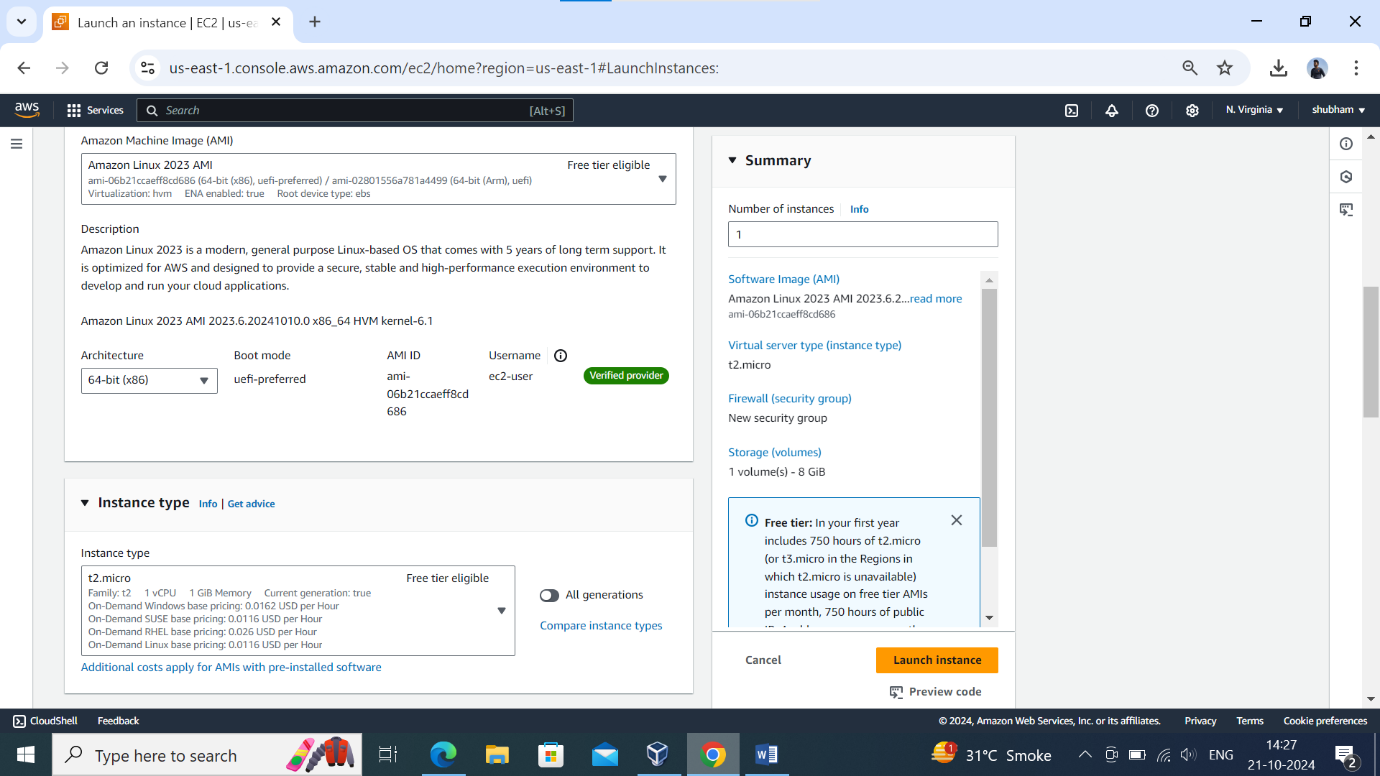 Launch an instance | EC2 | us-ea
us-east-1.console.aws.amazon.com/ec2/home?region=us-east-1#LaunchInstances:
aws
Services
Search
[Alt+S]
N. Virginia
shubham
Amazon Machine Image (AMI)
Amazon Linux 2023 AMI
Free tier eligible
ami-06b21ccaeff8cd686 (64-bit (x86), uefi-preferred) / ami-02801556a781a4499 (64-bit (Arm), uefi)
Virtualization: hvm ENA enabled: true Root device type: ebs
Description
Amazon Linux 2023 is a modern, general purpose Linux-based OS that comes with 5 years of long term support. It
is optimized for AWS and designed to provide a secure, stable and high-performance execution environment to
develop and run your cloud applications.
Amazon Linux 2023 AMI 2023.6.20241010.0 x86_64 HVM kernel-6.1
Architecture
64-bit (x86)
Boot mode
uefi-preferred
AMI ID
ami-
06b21ccaeff8cd
686
Username
ec2-user
Verified provider
Instance type
Info | Get advice
Instance type
t2.micro
Free tier eligible
Family: t2 1 vCPU 1 GiB Memory Current generation: true
On-Demand Windows base pricing: 0.0162 USD per Hour
On-Demand SUSE base pricing: 0.0116 USD per Hour
On-Demand RHEL base pricing: 0.026 USD per Hour
On-Demand Linux base pricing: 0.0116 USD per Hour
All generations
Compare instance types
Additional costs apply for AMIs with pre-installed software
Summary
Number of instances
Info
1
Software Image (AMI)
Amazon Linux 2023 AMI 2023.6.2...read more
ami-06b21ccaeff8cd686
Virtual server type (instance type)
t2.micro
Firewall (security group)
New security group
Storage (volumes)
1 volume(s) - 8 GiB
Free tier: In your first year
includes 750 hours of t2.micro
(or t3.micro in the Regions in
which t2.micro is unavailable)
instance usage on free tier AMIs
per month, 750 hours of public
Cancel
Launch instance
Preview code
CloudShell
Feedback
© 2024, Amazon Web Services, Inc. or its affiliates.
Privacy
Terms
Cookie preferences
Type here to search
1
31°C Smoke
ENG
14:27
21-10-2024
2